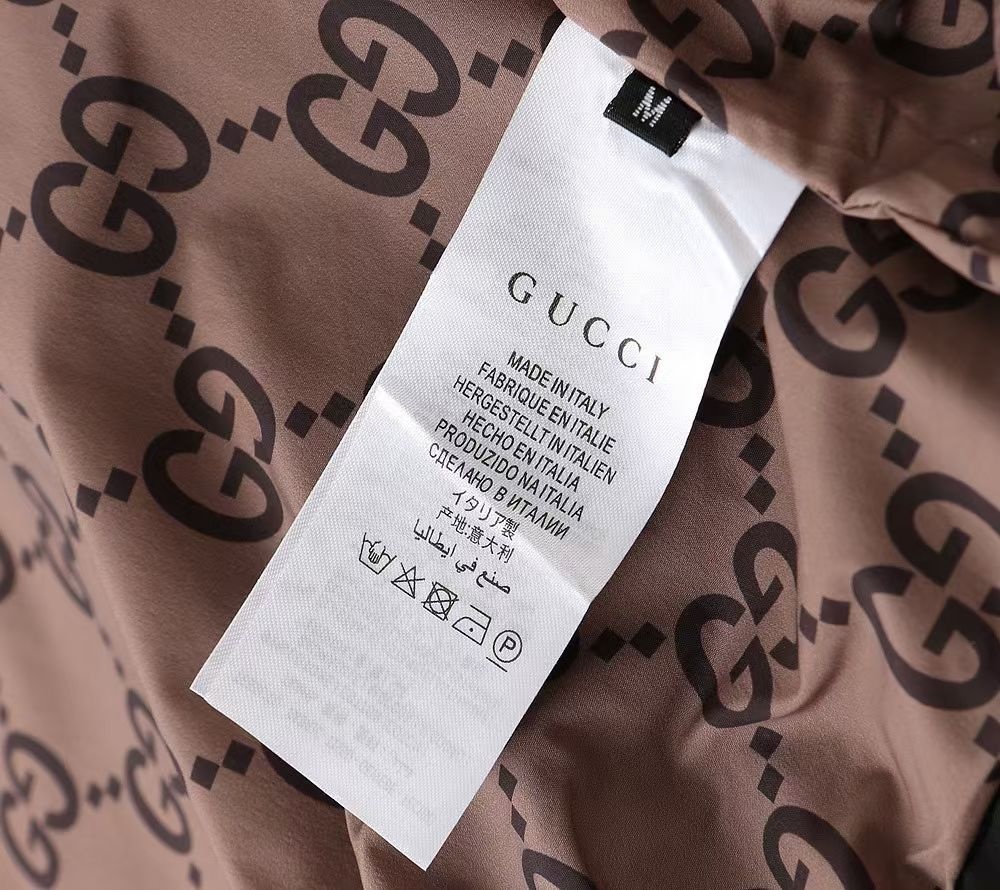 M
GUCCI
MADE IN ITALY
FABRIQUE EN ITALIE
HERGESTELLT IN ITALIEN
HECHO EN ITALIA
PRODUZIDO NA ITALIA
СДЕЛАНО В ИТАЛИИ
イタリア製
产地:意大利
صنع في ايطاليا
P